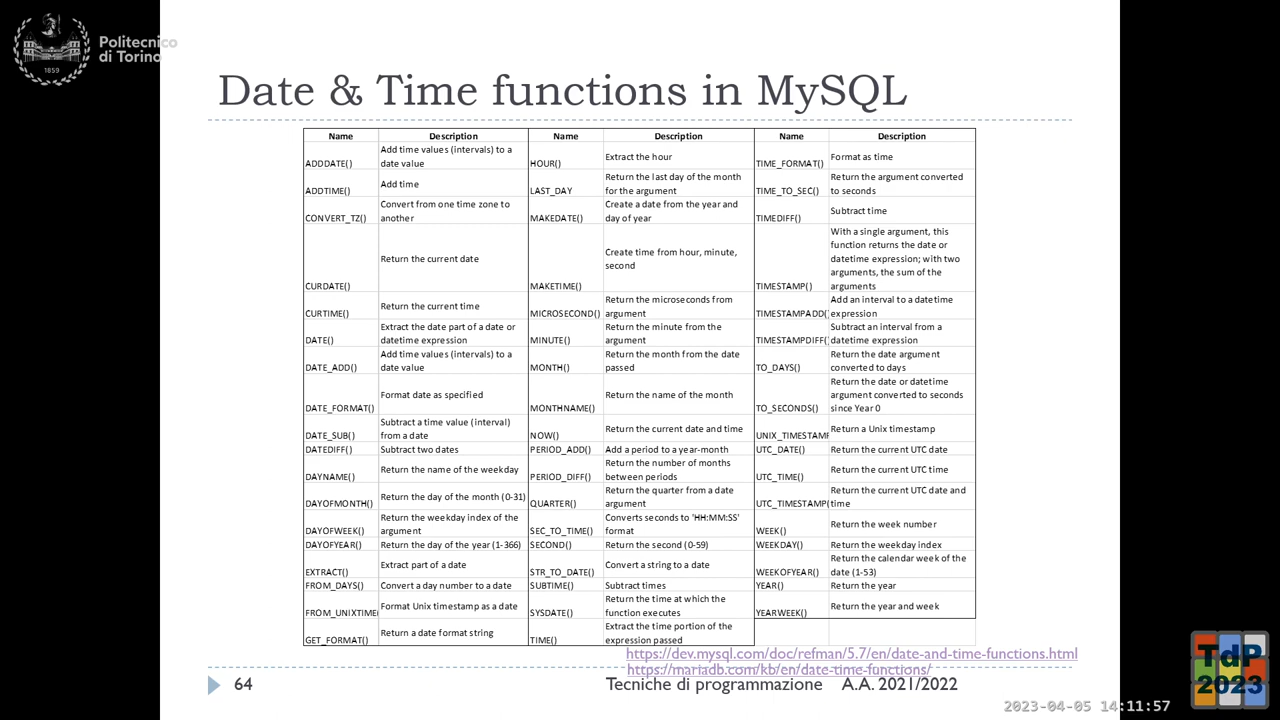 Politecnico
di Torino
1859
Date & Time functions in MySQL
Name Description Name Description Name Description
ADDDATE() Add time values (intervals) to a date value HOUR() Extract the hour TIME_FORMAT() Format as time
ADDTIME() Add time LAST_DAY Return the last day of the month for the argument TIME_TO_SEC() Return the argument converted to seconds
CONVERT_TZ() Convert from one time zone to another MAKEDATE() Create a date from the year and day of year TIMEDIFF() Subtract time
CURDATE() Return the current date MAKETIME() Create time from hour, minute, second TIMESTAMP() With a single argument, this function returns the date or datetime expression; with two arguments, the sum of the arguments
CURTIME() Return the current time MICROSECOND() Return the microseconds from argument TIMESTAMPADD( Add an interval to a datetime expression
DATE() Extract the date part of a date or datetime expression MINUTE() Return the minute from the argument TIMESTAMPDIFF( Subtract an interval from a datetime expression
DATE_ADD() Add time values (intervals) to a date value MONTH() Return the month from the date passed TO_DAYS() Return the date argument converted to days
DATE_FORMAT() Format date as specified MONTHNAME() Return the name of the month TO_SECONDS() Return the date or datetime argument converted to seconds since Year 0
DATE_SUB() Subtract a time value (interval) from a date NOW() Return the current date and time UNIX_TIMESTAMP Return a Unix timestamp
DATEDIFF() Subtract two dates PERIOD_ADD() Add a period to a year-month UTC_DATE() Return the current UTC date
DAYNAME() Return the name of the weekday PERIOD_DIFF() Return the number of months between periods UTC_TIME() Return the current UTC time
DAYOFMONTH() Return the day of the month (0-31) QUARTER() Return the quarter from a date argument UTC_TIMESTAMP( Return the current UTC date and time
DAYOFWEEK() Return the weekday index of the argument SEC_TO_TIME() Converts seconds to 'HH:MM:SS' format WEEK() Return the week number
DAYOFYEAR() Return the day of the year (1-366) SECOND() Return the second (0-59) WEEKDAY() Return the weekday index
EXTRACT() Extract part of a date STR_TO_DATE() Convert a string to a date WEEKOFYEAR() Return the calendar week of the date (1-53)
FROM_DAYS() Convert a day number to a date SUBTIME() Subtract times YEAR() Return the year
FROM_UNIXTIME( Format Unix timestamp as a date SYSDATE() Return the time at which the function executes YEARWEEK() Return the year and week
GET_FORMAT() Return a date format string TIME() Extract the time portion of the expression passed
https://dev.mysql.com/doc/refman/5.7/en/date-and-time-functions.html
https://mariadb.com/kb/en/date-time-functions/
64 Tecniche di programmazione A.A. 2021/2022
TdP
2023
2023-04-05 14:11:57